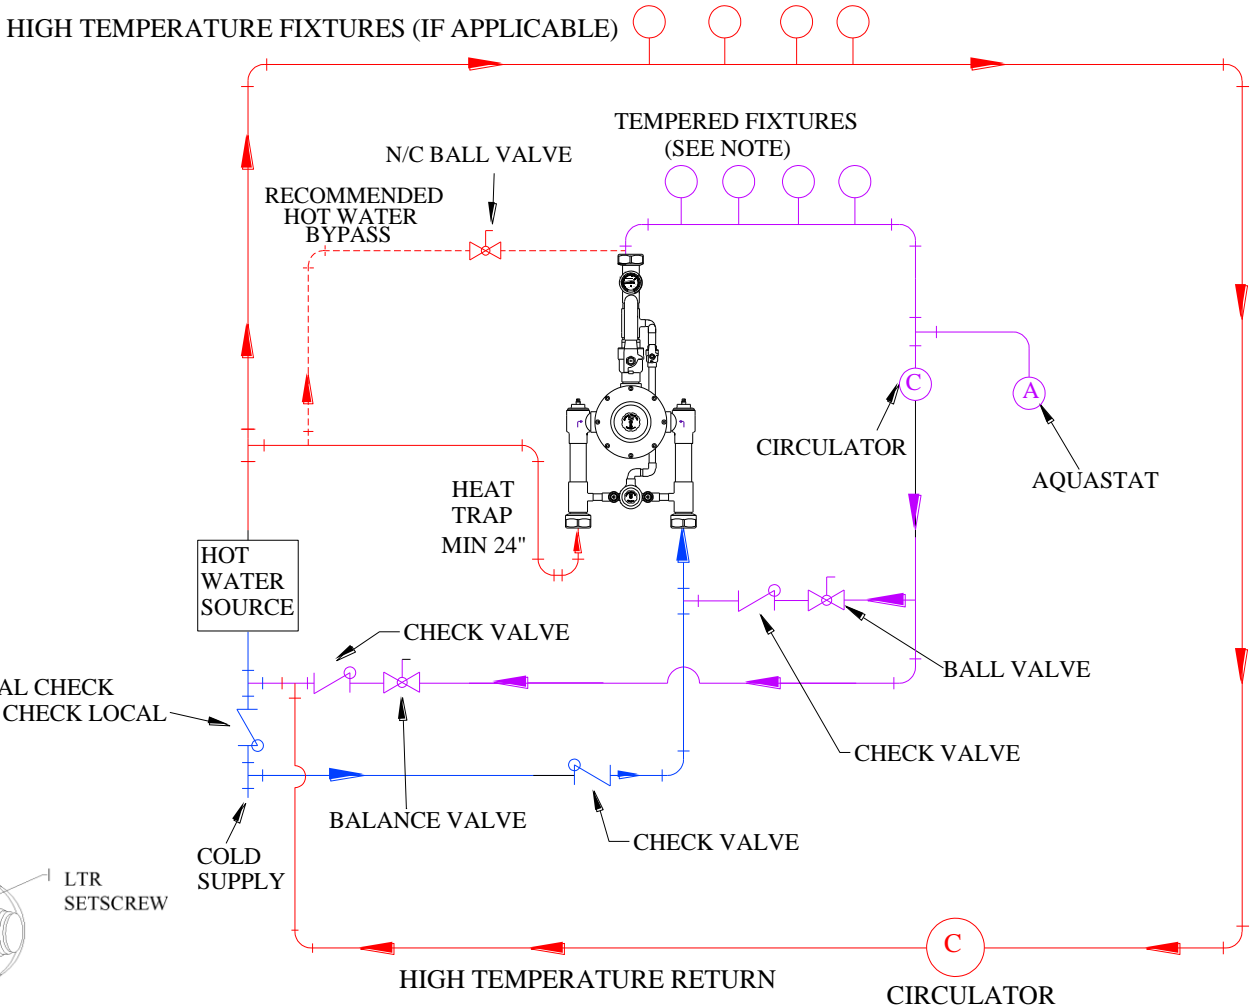 HIGH TEMPERATURE FIXTURES (IF APPLICABLE)
TEMPERED FIXTURES
(SEE NOTE)
N/C BALL VALVE
RECOMMENDED
HOT WATER
BYPASS
C
CIRCULATOR
A
AQUASTAT
HEAT
TRAP
MIN 24"
HOT
WATER
SOURCE
CHECK VALVE
BALL VALVE
AL CHECK
CHECK LOCAL
CHECK VALVE
BALANCE VALVE
CHECK VALVE
COLD
SUPPLY
LTR
SETSCREW
C
HIGH TEMPERATURE RETURN
CIRCULATOR